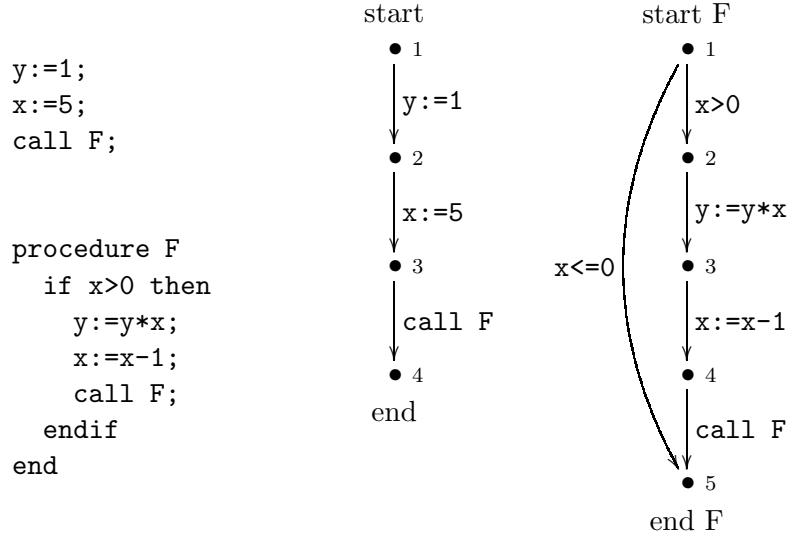 y:=1;
x:=5;
call F;
procedure F
  if x>0 then
    y:=y*x;
    x:=x-1;
    call F;
  endif
end
start
1
y:=1
2
x:=5
3
call F
4
end
start F
1
x>0
2
y:=y*x
3
x<=0
x:=x-1
4
call F
5
end F